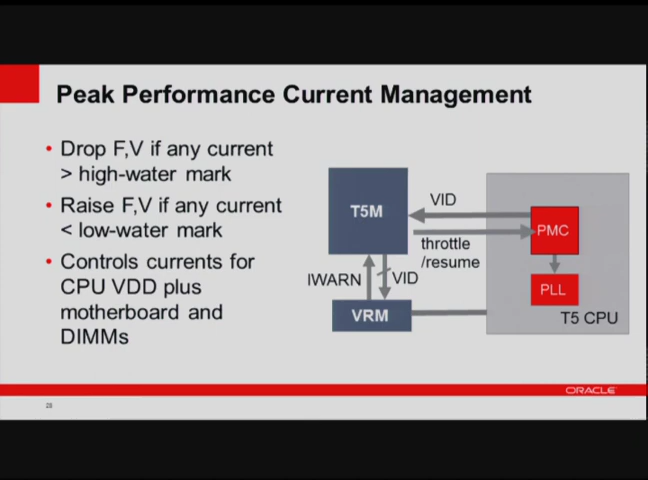 Peak Performance Current Management
• Drop F,V if any current
> high-water mark
• Raise F,V if any current
< low-water mark
• Controls currents for
CPU VDD plus
motherboard and
DIMMs
T5M
VID
PMC
throttle
/resume
IWARN
VID
PLL
VRM
T5 CPU
ORACLE